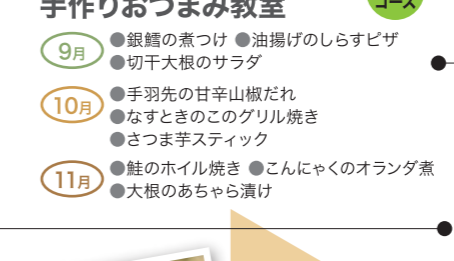 手作りおつまみ教室
コース
9月
●銀鱈の煮つけ ●油揚げのしらすピザ
●切干大根のサラダ
10月
●手羽先の甘辛山椒だれ
●なすときのこのグリル焼き
●さつま芋スティック
11月
●鮭のホイル焼き ●こんにゃくのオランダ煮
●大根のあちゃら漬け